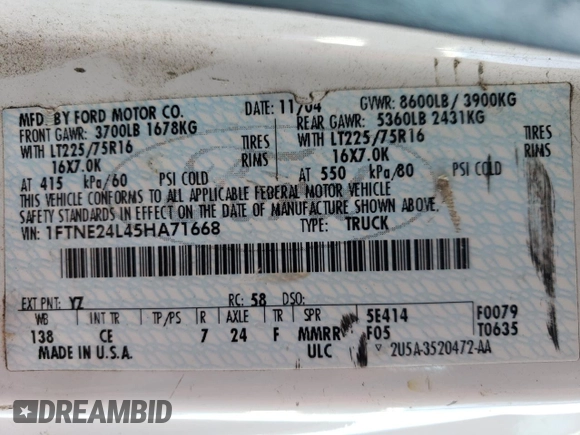 MFD. BY FORD MOTOR CO.
DATE: 11/04
GVWR: 8600LB / 3900KG
FRONT GAWR: 3700LB 1678KG
REAR GAWR: 5360LB 2431KG
WITH LT225/75R16 TIRES
WITH LT225/75R16 TIRES
16X7.0K RIMS
16X7.0K RIMS
AT 415 kPa/60 PSI COLD
AT 550 kPa/80 PSI COLD
THIS VEHICLE CONFORMS TO ALL APPLICABLE FEDERAL MOTOR VEHICLE
SAFETY STANDARDS IN EFFECT ON THE DATE OF MANUFACTURE SHOWN ABOVE.
VIN: 1FTNE24L45HA71668
TYPE: TRUCK
EXT PNT: YZ RC: 58 DSO:
WB INT TR TP/PS R AXLE TR SPR 5E414 F0079
138 CE 7 24 F MMRR F05 T0635
MADE IN U.S.A. ULC ▽ 2U5A-3520472-AA
DREAMBID